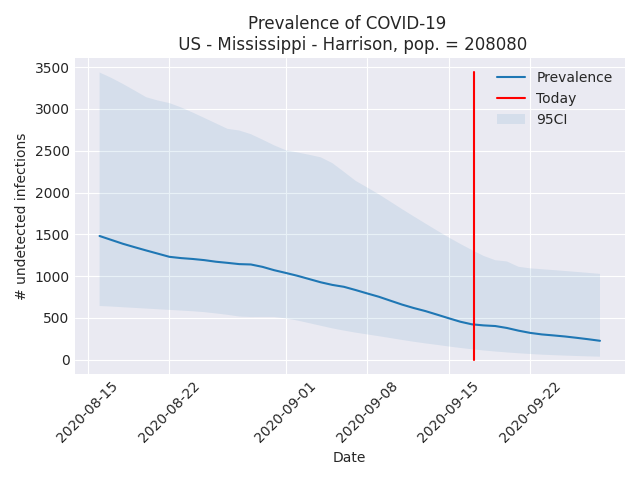 Prevalence of COVID-19
US - Mississippi - Harrison, pop. = 208080
3500
3000
2500
2000
1500
1000
500
0
# undetected infections
Prevalence
Today
95CI
2020-08-15
2020-08-22
2020-09-01
2020-09-08
2020-09-15
2020-09-22
Date